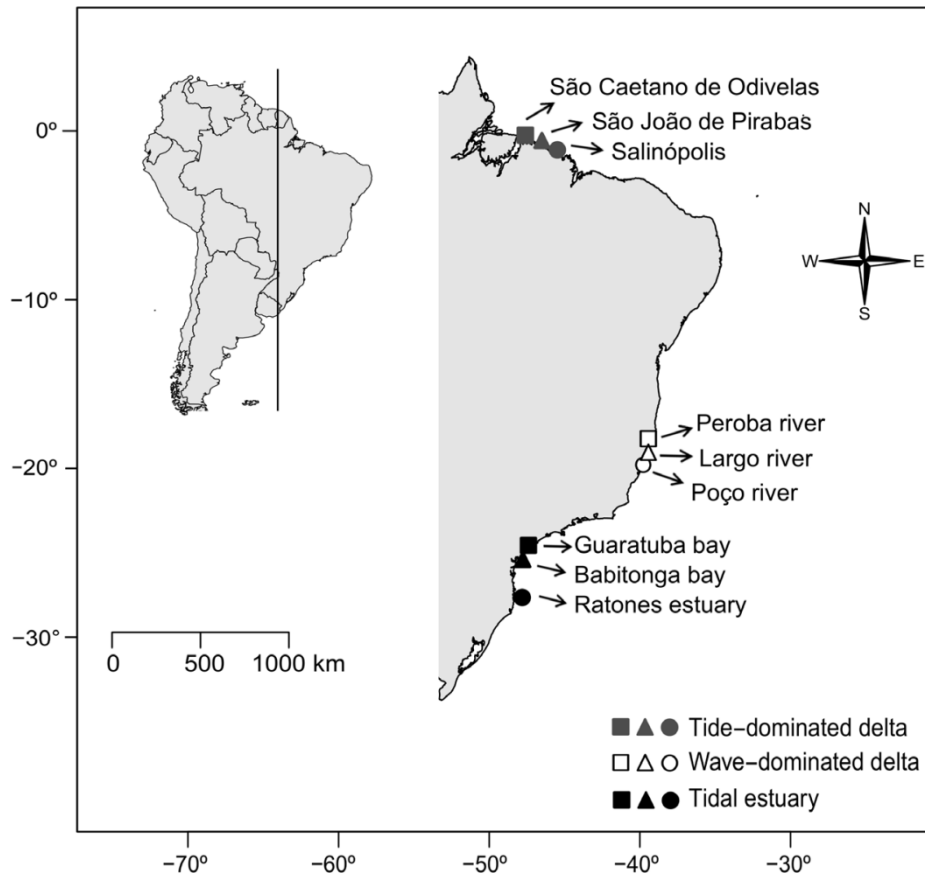 São Caetano de Odivelas
São João de Pirabas
Salinópolis
0º
N
W
E
S
−10º
Peroba river
Largo river
Poço river
−20º
Guaratuba bay
Babitonga bay
Ratones estuary
−30º
0 500 1000 km
Tide−dominated delta
Wave−dominated delta
Tidal estuary
−70º −60º −50º −40º −30º